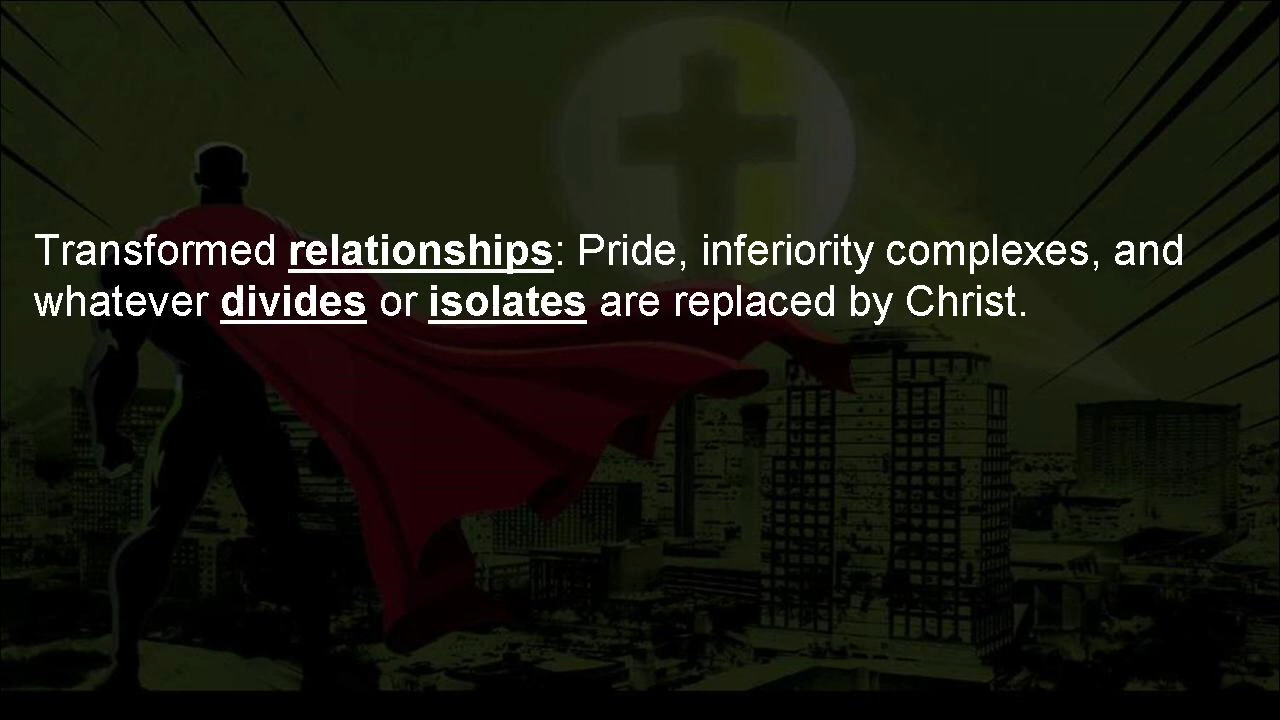 Transformed relationships: Pride, inferiority complexes, and
whatever divides or isolates are replaced by Christ.